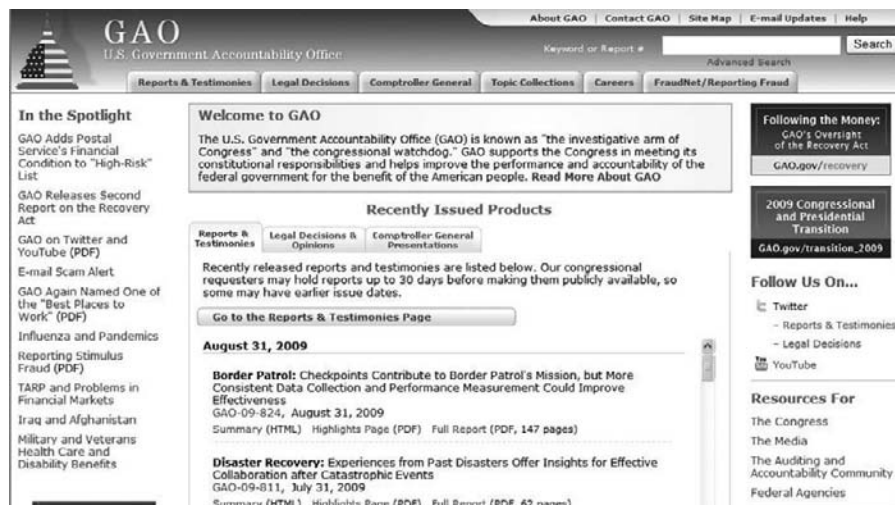 About GAO | Contact GAO | Site Map | E-mail Updates | Help
GAO
U.S. Government Accountability Office
Keyword or Report #
Search
Advanced Search
Reports & Testimonies
Legal Decisions
Comptroller General
Topic Collections
Careers
FraudNet/Reporting Fraud
In the Spotlight
GAO Adds Postal
Service's Financial
Condition to "High-Risk"
List
GAO Releases Second
Report on the Recovery
Act
GAO on Twitter and
YouTube (PDF)
E-mail Scam Alert
GAO Again Named One of
the "Best Places to
Work" (PDF)
Influenza and Pandemics
Reporting Stimulus
Fraud (PDF)
TARP and Problems in
Financial Markets
Iraq and Afghanistan
Military and Veterans
Health Care and
Disability Benefits
Welcome to GAO
The U.S. Government Accountability Office (GAO) is known as "the investigative arm of
Congress" and "the congressional watchdog." GAO supports the Congress in meeting its
constitutional responsibilities and helps improve the performance and accountability of the
federal government for the benefit of the American people. Read More About GAO
Recently Issued Products
Reports &
Testimonies
Legal Decisions &
Opinions
Comptroller General
Presentations
Recently released reports and testimonies are listed below. Our congressional
requesters may hold reports up to 30 days before making them publicly available, so
some may have earlier issue dates.
Go to the Reports & Testimonies Page
August 31, 2009
Border Patrol: Checkpoints Contribute to Border Patrol's Mission, but More
Consistent Data Collection and Performance Measurement Could Improve
Effectiveness
GAO-09-824, August 31, 2009
Summary (HTML) Highlights Page (PDF) Full Report (PDF, 147 pages)
Disaster Recovery: Experiences from Past Disasters Offer Insights for Effective
Collaboration after Catastrophic Events
GAO-09-811, July 31, 2009
Summary (HTML) Highlights Page (PDF) Full Report (PDF, 62 pages)
Following the Money:
GAO's Oversight
of the Recovery Act
GAO.gov/recovery
2009 Congressional
and Presidential
Transition
GAO.gov/transition_2009
Follow Us On...
Twitter
- Reports & Testimonies
- Legal Decisions
You YouTube
Resources For
The Congress
The Media
The Auditing and
Accountability Community
Federal Agencies